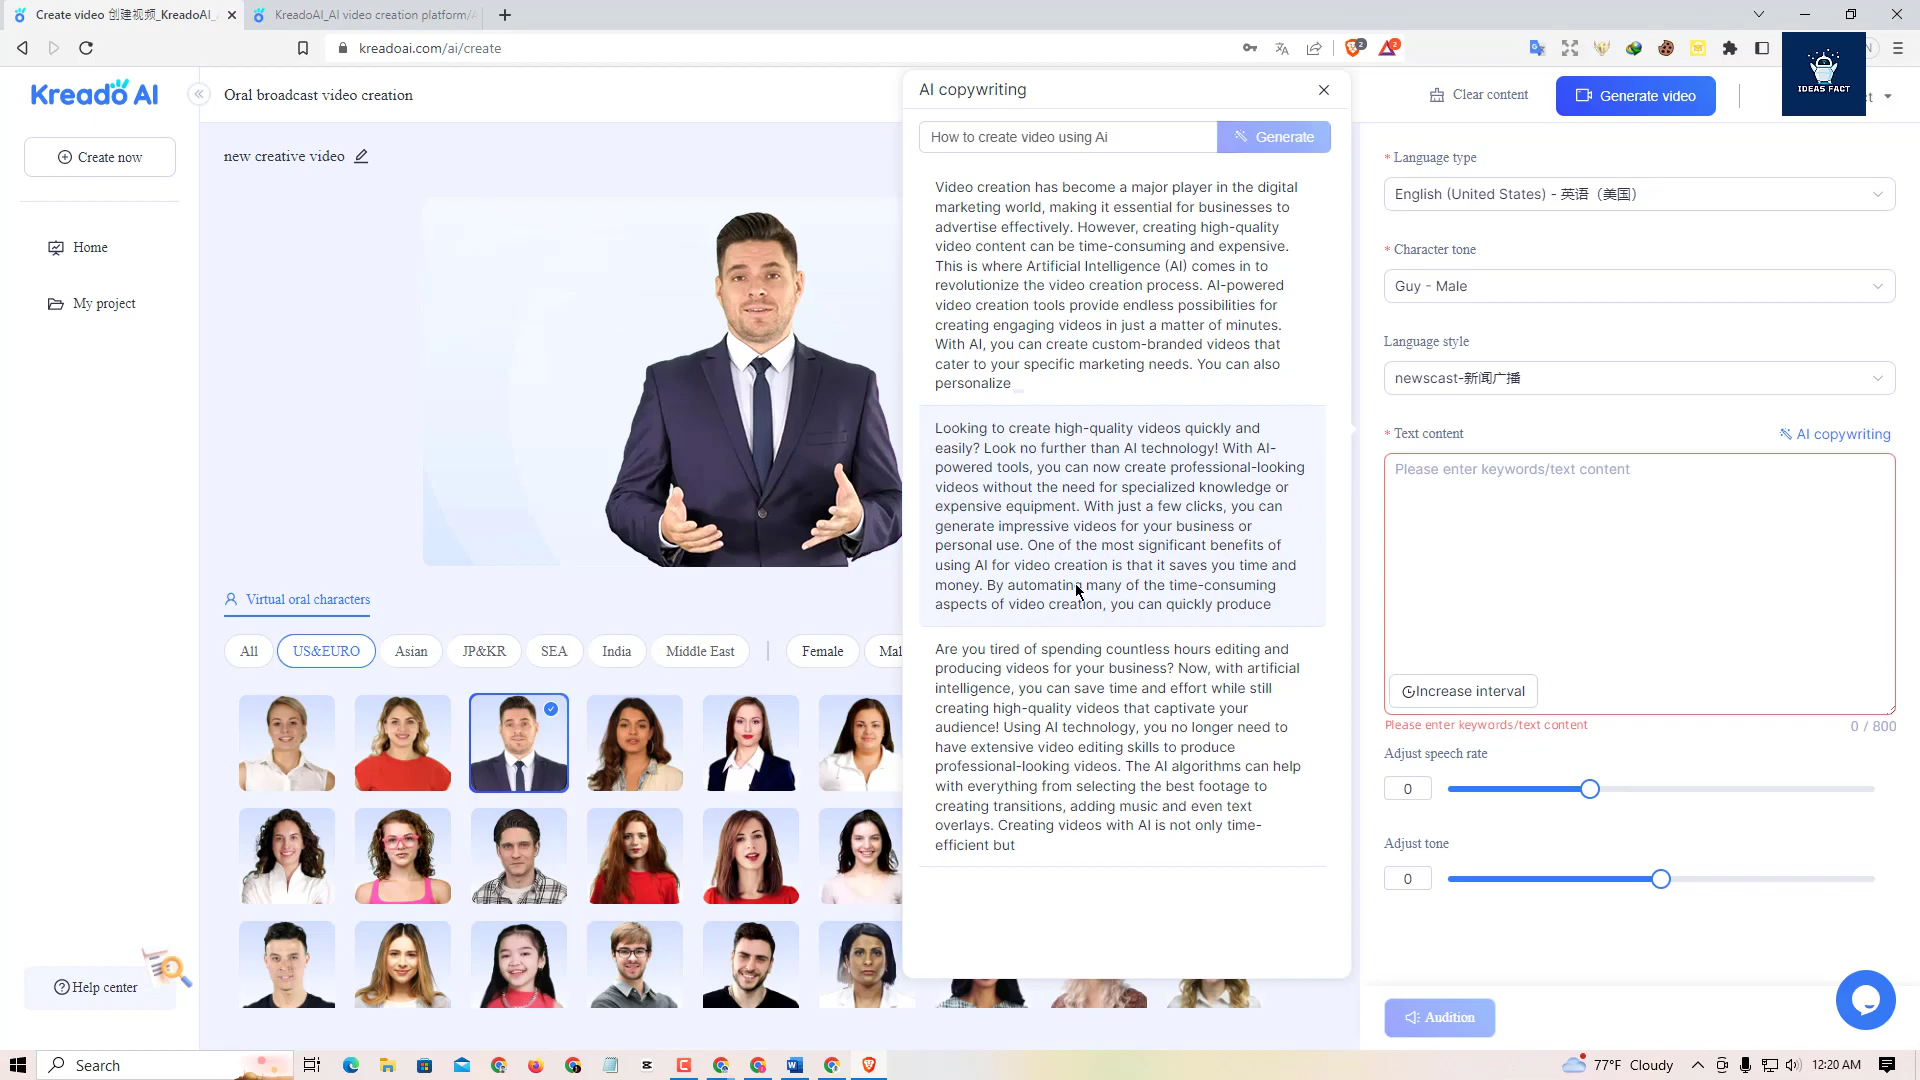 Create video 创建视频_KreadoAI_
KreadoAI_AI video creation platform/
kreadoai.com/ai/create
2
2
N
IDEAS FACT
Kreado AI
Oral broadcast video creation
Clear content
Generate video
ct
Create now
Home
My project
Help center
new creative video
Virtual oral characters
All
US&EURO
Asian
JP&KR
SEA
India
Middle East
Female
Mal
AI copywriting
How to create video using Ai
Generate
Video creation has become a major player in the digital
marketing world, making it essential for businesses to
advertise effectively. However, creating high-quality
video content can be time-consuming and expensive.
This is where Artificial Intelligence (AI) comes in to
revolutionize the video creation process. AI-powered
video creation tools provide endless possibilities for
creating engaging videos in just a matter of minutes.
With AI, you can create custom-branded videos that
cater to your specific marketing needs. You can also
personalize
Looking to create high-quality videos quickly and
easily? Look no further than AI technology! With AI-
powered tools, you can now create professional-looking
videos without the need for specialized knowledge or
expensive equipment. With just a few clicks, you can
generate impressive videos for your business or
personal use. One of the most significant benefits of
using AI for video creation is that it saves you time and
money. By automating many of the time-consuming
aspects of video creation, you can quickly produce
Are you tired of spending countless hours editing and
producing videos for your business? Now, with artificial
intelligence, you can save time and effort while still
creating high-quality videos that captivate your
audience! Using AI technology, you no longer need to
have extensive video editing skills to produce
professional-looking videos. The AI algorithms can help
with everything from selecting the best footage to
creating transitions, adding music and even text
overlays. Creating videos with AI is not only time-
efficient but
* Language type
English (United States) - 英语（美国）
* Character tone
Guy - Male
Language style
newscast-新闻广播
* Text content
AI copywriting
Please enter keywords/text content
Increase interval
Please enter keywords/text content
0 / 800
Adjust speech rate
0
Adjust tone
0
Audition
Search
77°F Cloudy
12:20 AM